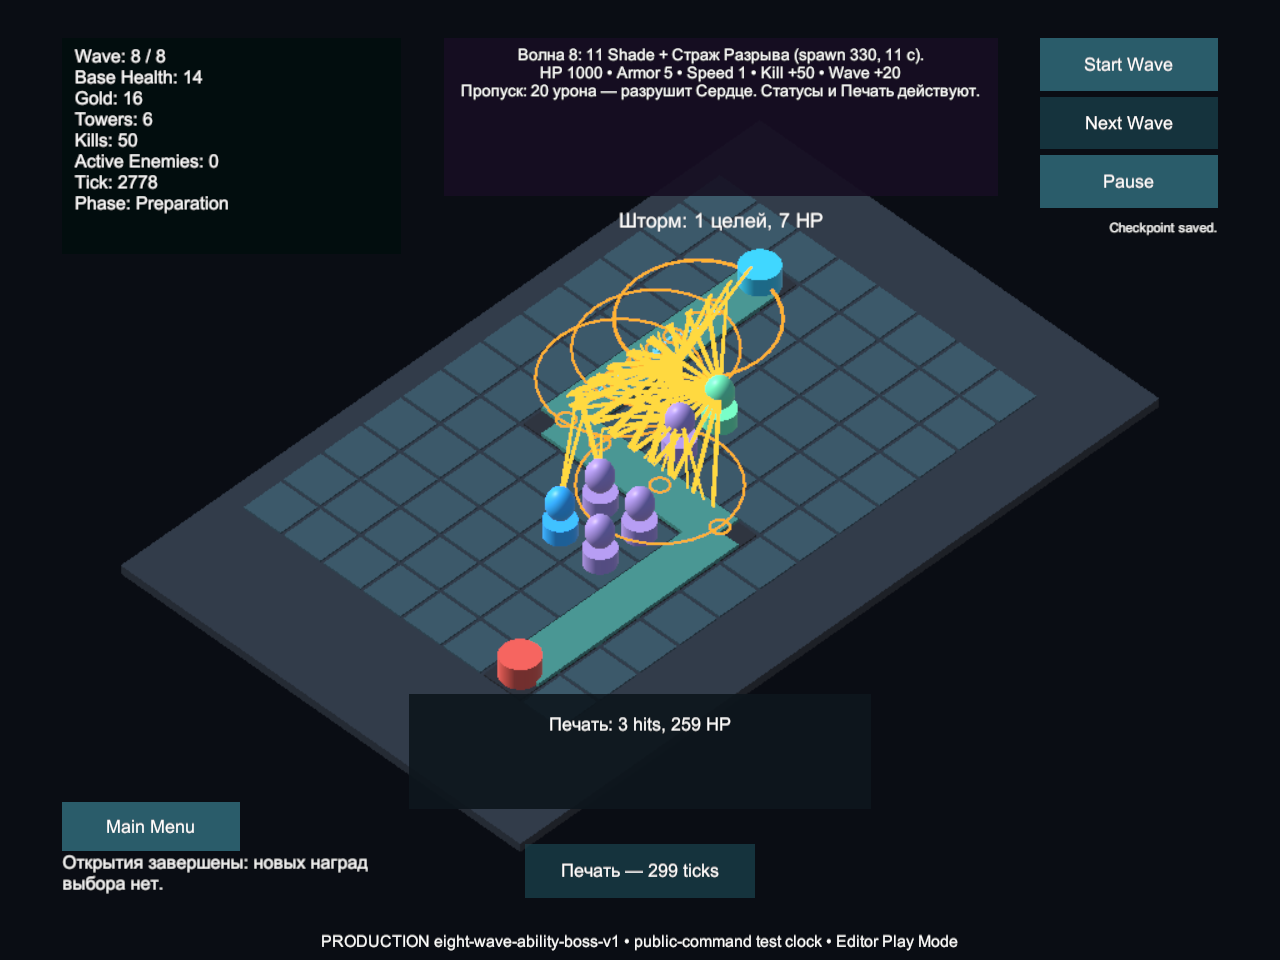 Wave: 8 / 8
Base Health: 14
Gold: 16
Towers: 6
Kills: 50
Active Enemies: 0
Tick: 2778
Phase: Preparation
Волна 8: 11 Shade + Страж Разрыва (spawn 330, 11 с).
HP 1000 • Armor 5 • Speed 1 • Kill +50 • Wave +20
Пропуск: 20 урона — разрушит Сердце. Статусы и Печать действуют.
Start Wave
Next Wave
Pause
Checkpoint saved.
Шторм: 1 целей, 7 HP
Печать: 3 hits, 259 HP
Main Menu
Открытия завершены: новых наград
выбора нет.
Печать — 299 ticks
PRODUCTION eight-wave-ability-boss-v1 • public-command test clock • Editor Play Mode